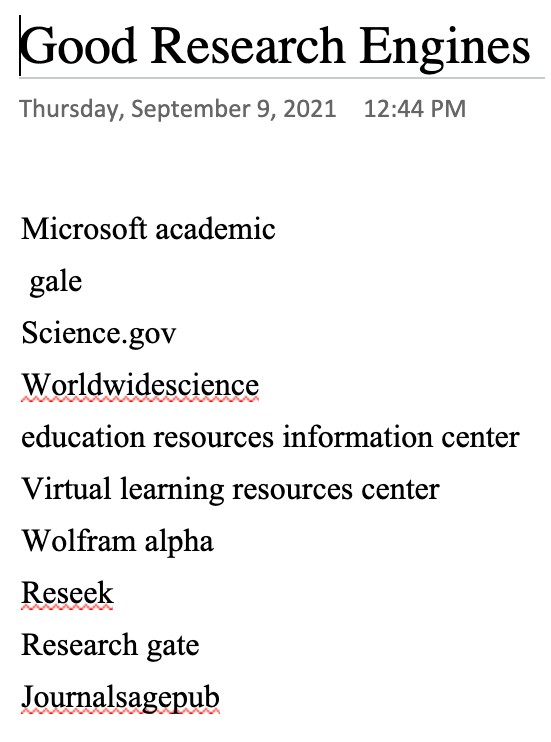 Good Research Engines
Thursday, September 9, 2021 12:44 PM
Microsoft academic
gale
Science.gov
Worldwidescience
education resources information center
Virtual learning resources center
Wolfram alpha
Reseek
Research gate
Journalsagepub